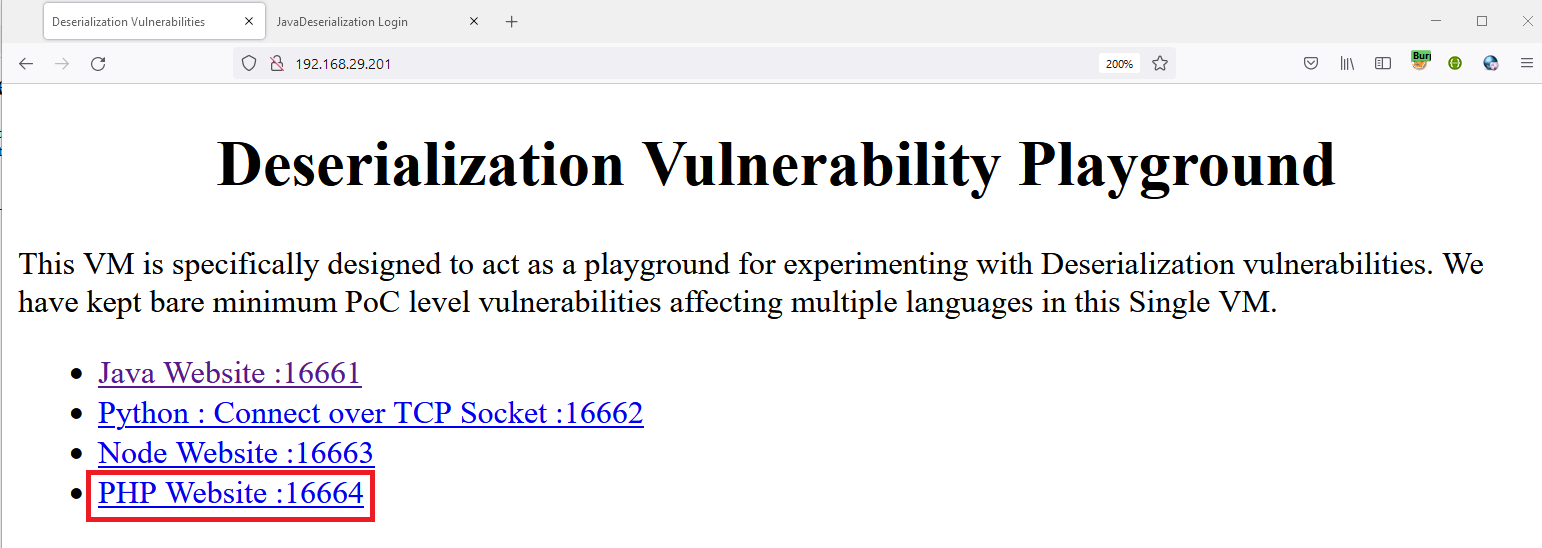 Deserialization Vulnerabilities
JavaDeserialization Login
192.168.29.201
200%
Deserialization Vulnerability Playground
This VM is specifically designed to act as a playground for experimenting with Deserialization vulnerabilities. We
have kept bare minimum PoC level vulnerabilities affecting multiple languages in this Single VM.
Java Website :16661
Python : Connect over TCP Socket :16662
Node Website :16663
PHP Website :16664